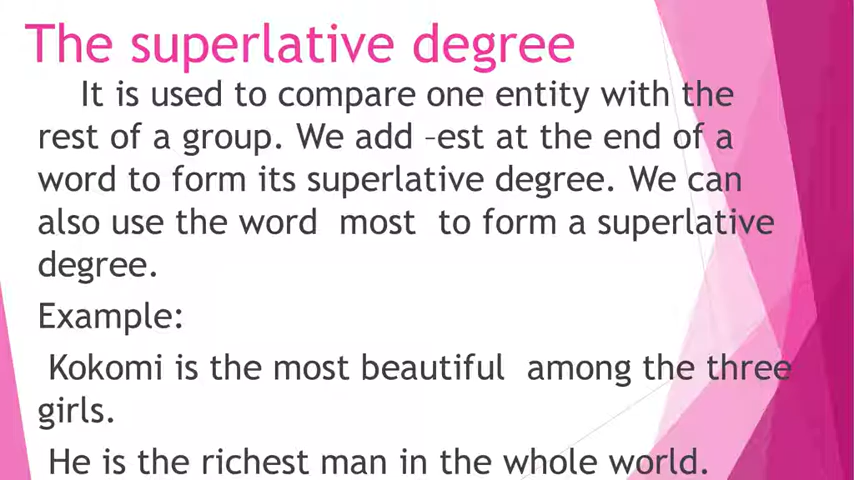 The superlative degree
It is used to compare one entity with the
rest of a group. We add –est at the end of a
word to form its superlative degree. We can
also use the word  most  to form a superlative
degree.
Example:
Kokomi is the most beautiful  among the three
girls.
He is the richest man in the whole world.